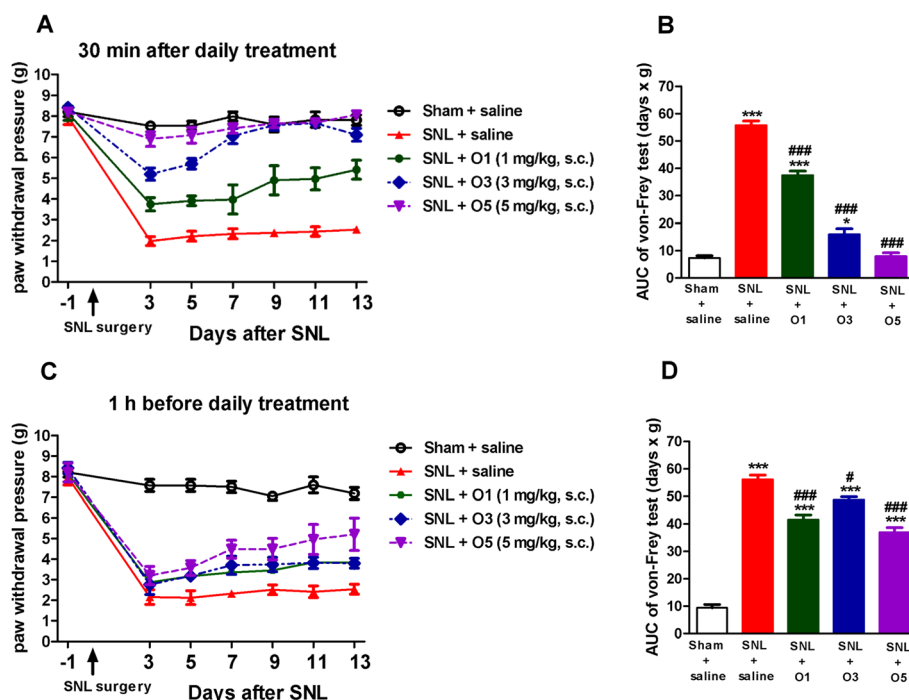 A
30 min after daily treatment
paw withdrawal pressure (g)
10
9
8
7
6
5
4
3
2
1
0
-1 3 5 7 9 11 13
SNL surgery
Days after SNL
Sham + saline
SNL + saline
SNL + O1 (1 mg/kg, s.c.)
SNL + O3 (3 mg/kg, s.c.)
SNL + O5 (5 mg/kg, s.c.)
B
AUC of von-Frey test (days x g)
70
60
50
40
30
20
10
0
***
###
***
###
*
###
Sham SNL SNL SNL SNL
+ + + + +
saline saline O1 O3 O5
C
1 h before daily treatment
paw withdrawal pressure (g)
10
9
8
7
6
5
4
3
2
1
0
-1 3 5 7 9 11 13
SNL surgery
Days after SNL
Sham + saline
SNL + saline
SNL + O1 (1 mg/kg, s.c.)
SNL + O3 (3 mg/kg, s.c.)
SNL + O5 (5 mg/kg, s.c.)
D
AUC of von-Frey test (days x g)
70
60
50
40
30
20
10
0
***
###
***
#
***
###
***
Sham SNL SNL SNL SNL
+ + + + +
saline saline O1 O3 O5